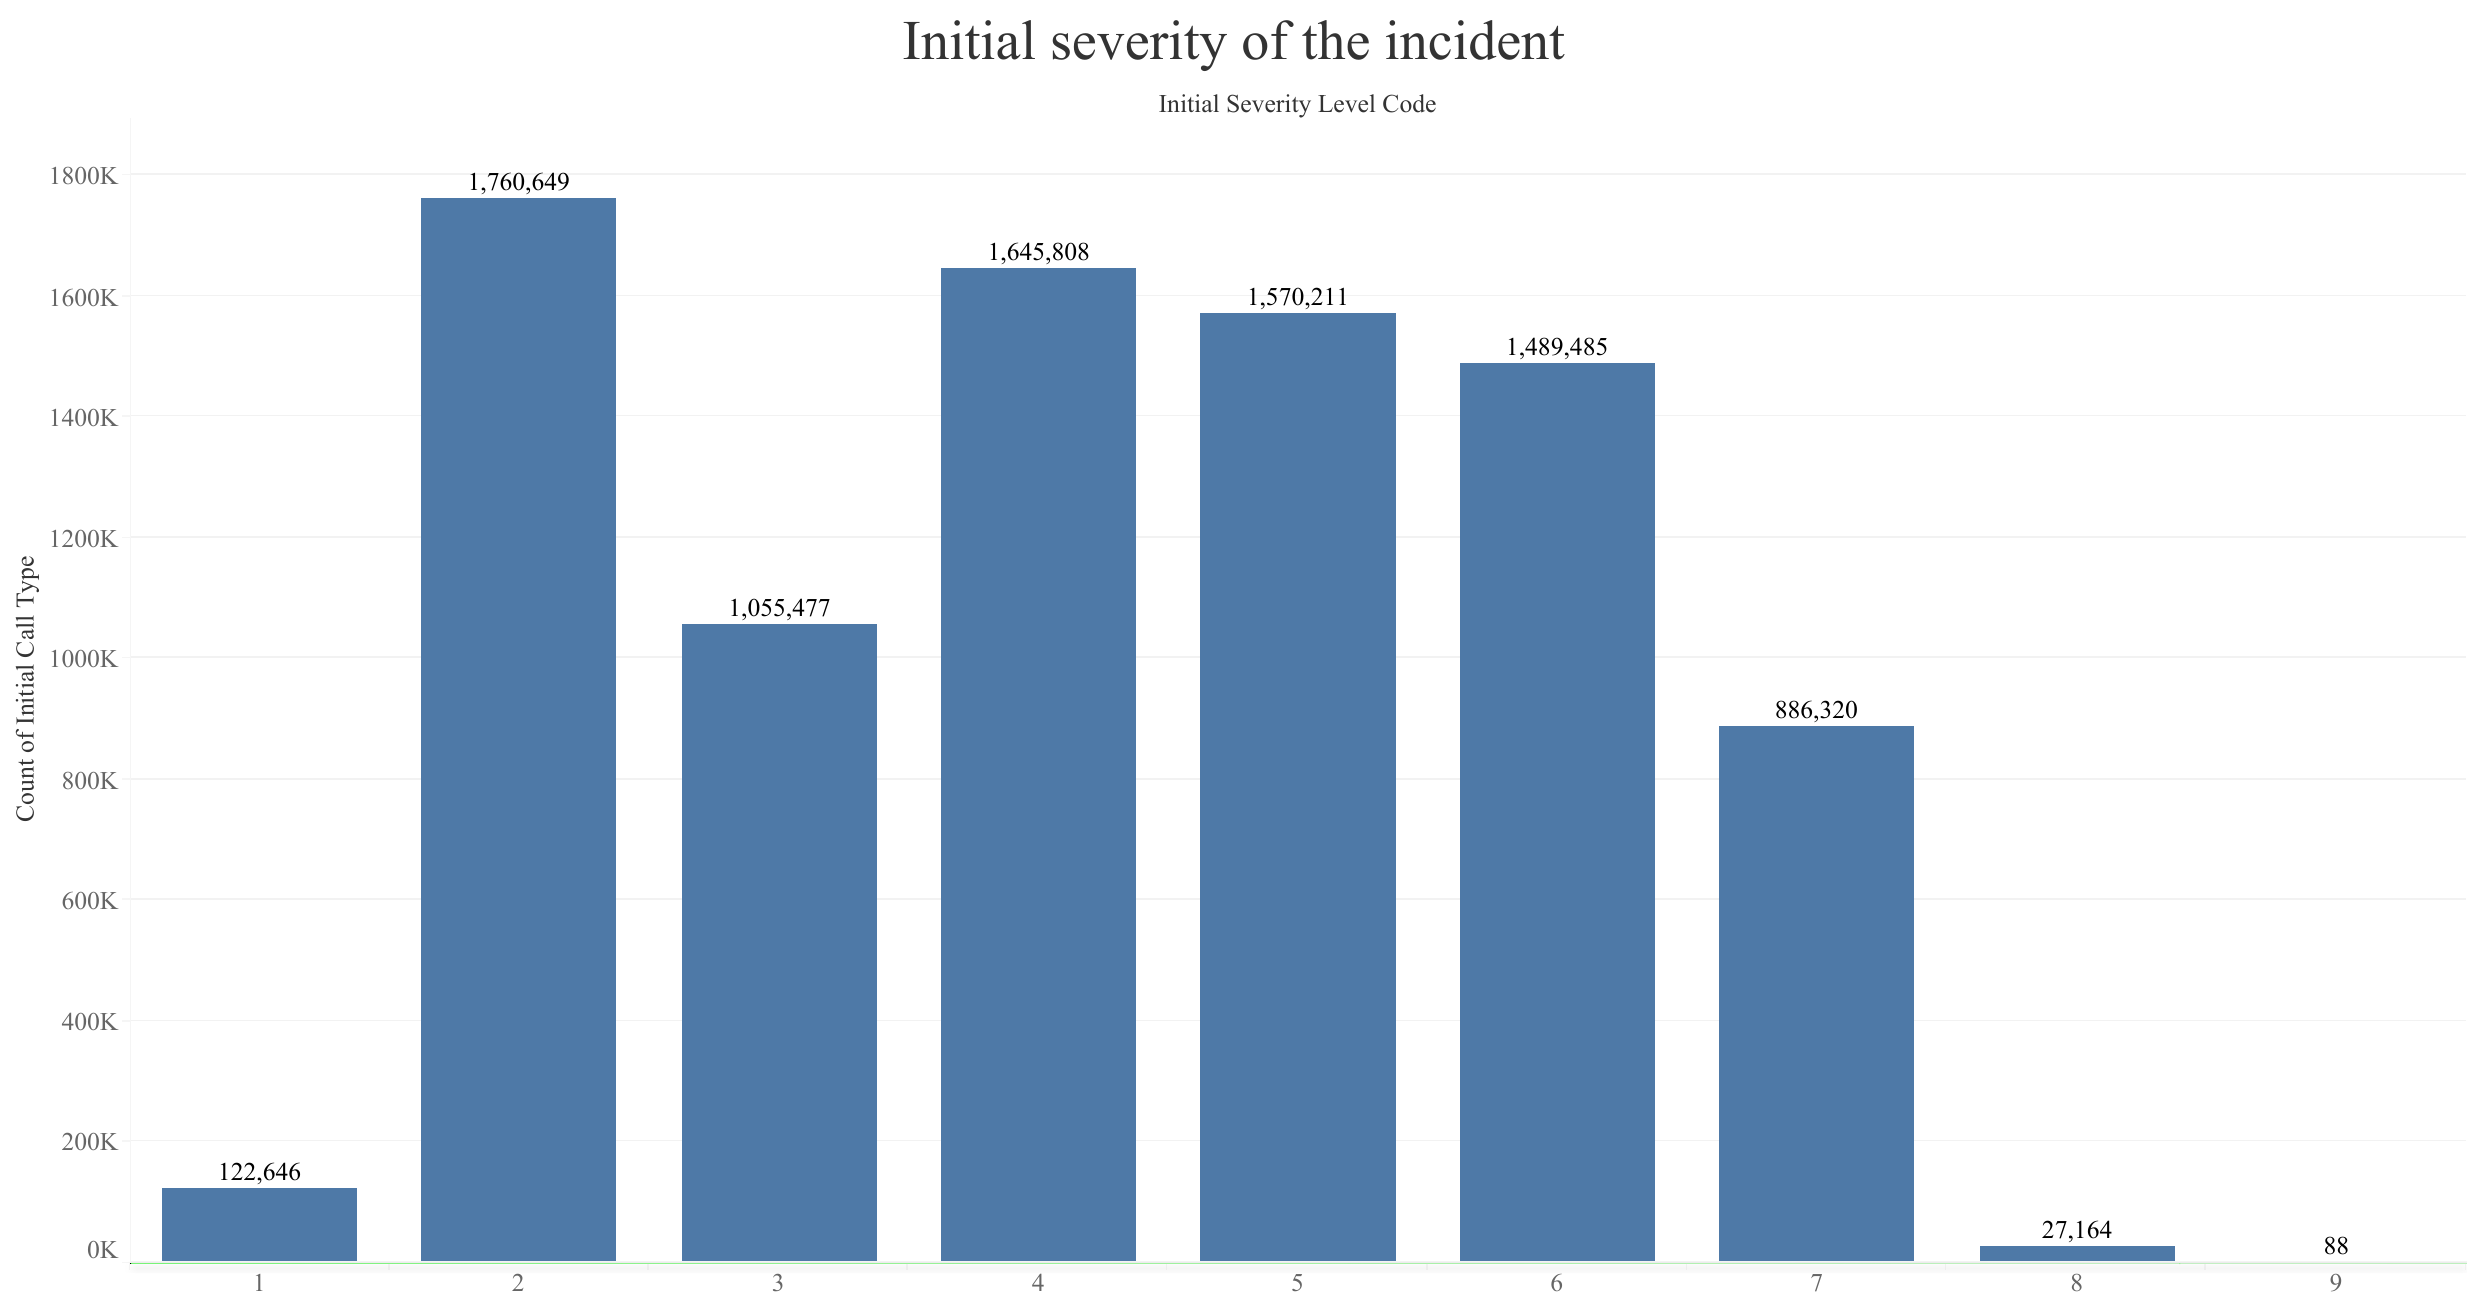 Initial severity of the incident
Initial Severity Level Code
Count of Initial Call Type
1800K
1600K
1400K
1200K
1000K
800K
600K
400K
200K
0K
122,646
1,760,649
1,055,477
1,645,808
1,570,211
1,489,485
886,320
27,164
88
1 2 3 4 5 6 7 8 9